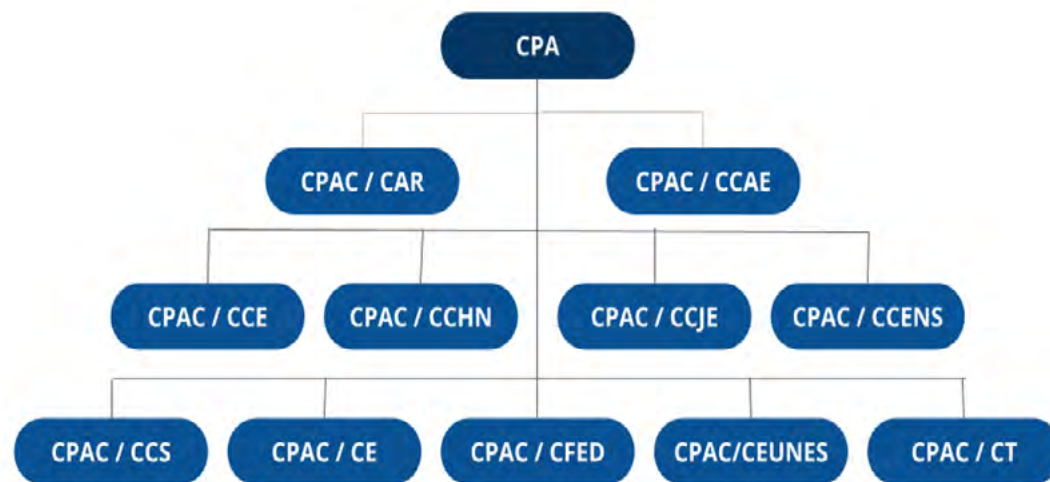 CPA
CPAC / CAR
CPAC / CCAE
CPAC / CCE
CPAC / CCHN
CPAC / CCJE
CPAC / CCENS
CPAC / CCS
CPAC / CE
CPAC / CFED
CPAC/CEUNES
CPAC / CT